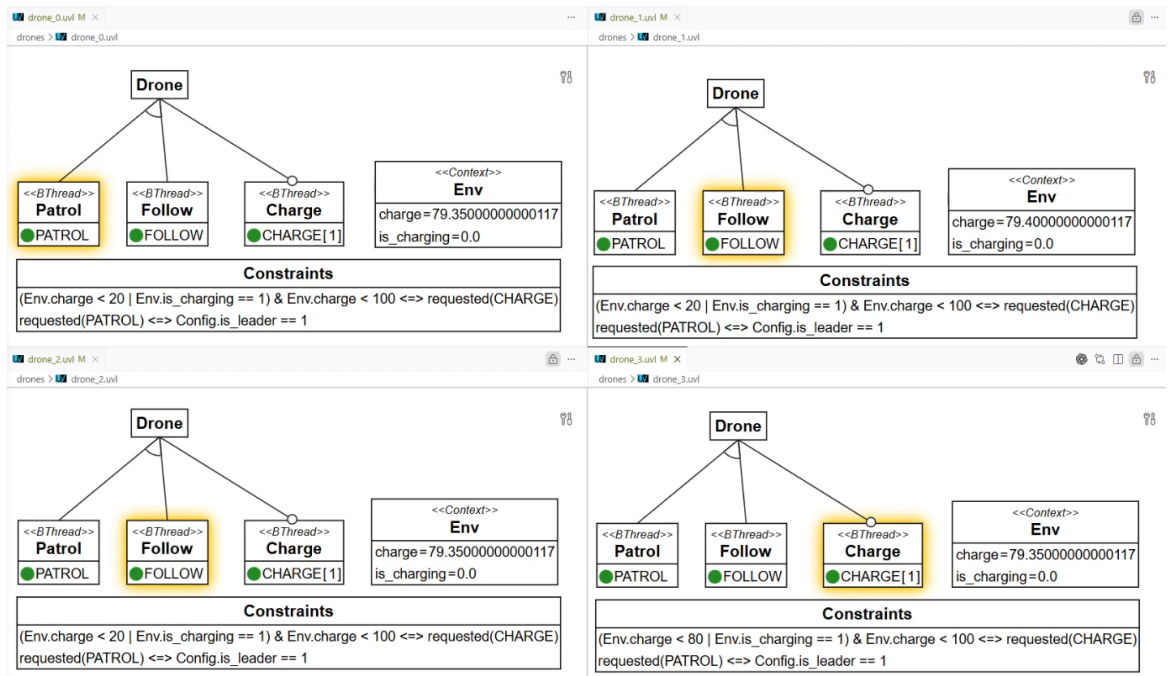 drone_0.uvl M ×
drones > drone_0.uvl
Drone
<<BThread>>
Patrol
PATROL
<<BThread>>
Follow
FOLLOW
<<BThread>>
Charge
CHARGE[1]
<<Context>>
Env
charge=79.35000000000117
is_charging=0.0
Constraints
(Env.charge < 20 | Env.is_charging == 1) & Env.charge < 100 <=> requested(CHARGE)
requested(PATROL) <=> Config.is_leader == 1
drone_1.uvl M ×
drones > drone_1.uvl
Drone
<<BThread>>
Patrol
PATROL
<<BThread>>
Follow
FOLLOW
<<BThread>>
Charge
CHARGE[1]
<<Context>>
Env
charge=79.40000000000117
is_charging=0.0
Constraints
(Env.charge < 20 | Env.is_charging == 1) & Env.charge < 100 <=> requested(CHARGE)
requested(PATROL) <=> Config.is_leader == 1
drone_2.uvl M ×
drones > drone_2.uvl
Drone
<<BThread>>
Patrol
PATROL
<<BThread>>
Follow
FOLLOW
<<BThread>>
Charge
CHARGE[1]
<<Context>>
Env
charge=79.35000000000117
is_charging=0.0
Constraints
(Env.charge < 20 | Env.is_charging == 1) & Env.charge < 100 <=> requested(CHARGE)
requested(PATROL) <=> Config.is_leader == 1
drone_3.uvl M ×
drones > drone_3.uvl
Drone
<<BThread>>
Patrol
PATROL
<<BThread>>
Follow
FOLLOW
<<BThread>>
Charge
CHARGE[1]
<<Context>>
Env
charge=79.35000000000117
is_charging=0.0
Constraints
(Env.charge < 80 | Env.is_charging == 1) & Env.charge < 100 <=> requested(CHARGE)
requested(PATROL) <=> Config.is_leader == 1